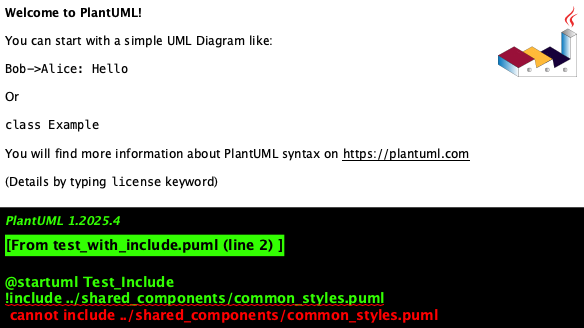 Welcome to PlantUML!
You can start with a simple UML Diagram like:
Bob->Alice: Hello
Or
class Example
You will find more information about PlantUML syntax on https://plantuml.com
(Details by typing license keyword)
PlantUML 1.2025.4
[From test_with_include.puml (line 2) ]
@startuml Test_Include
!include ../shared_components/common_styles.puml
cannot include ../shared_components/common_styles.puml